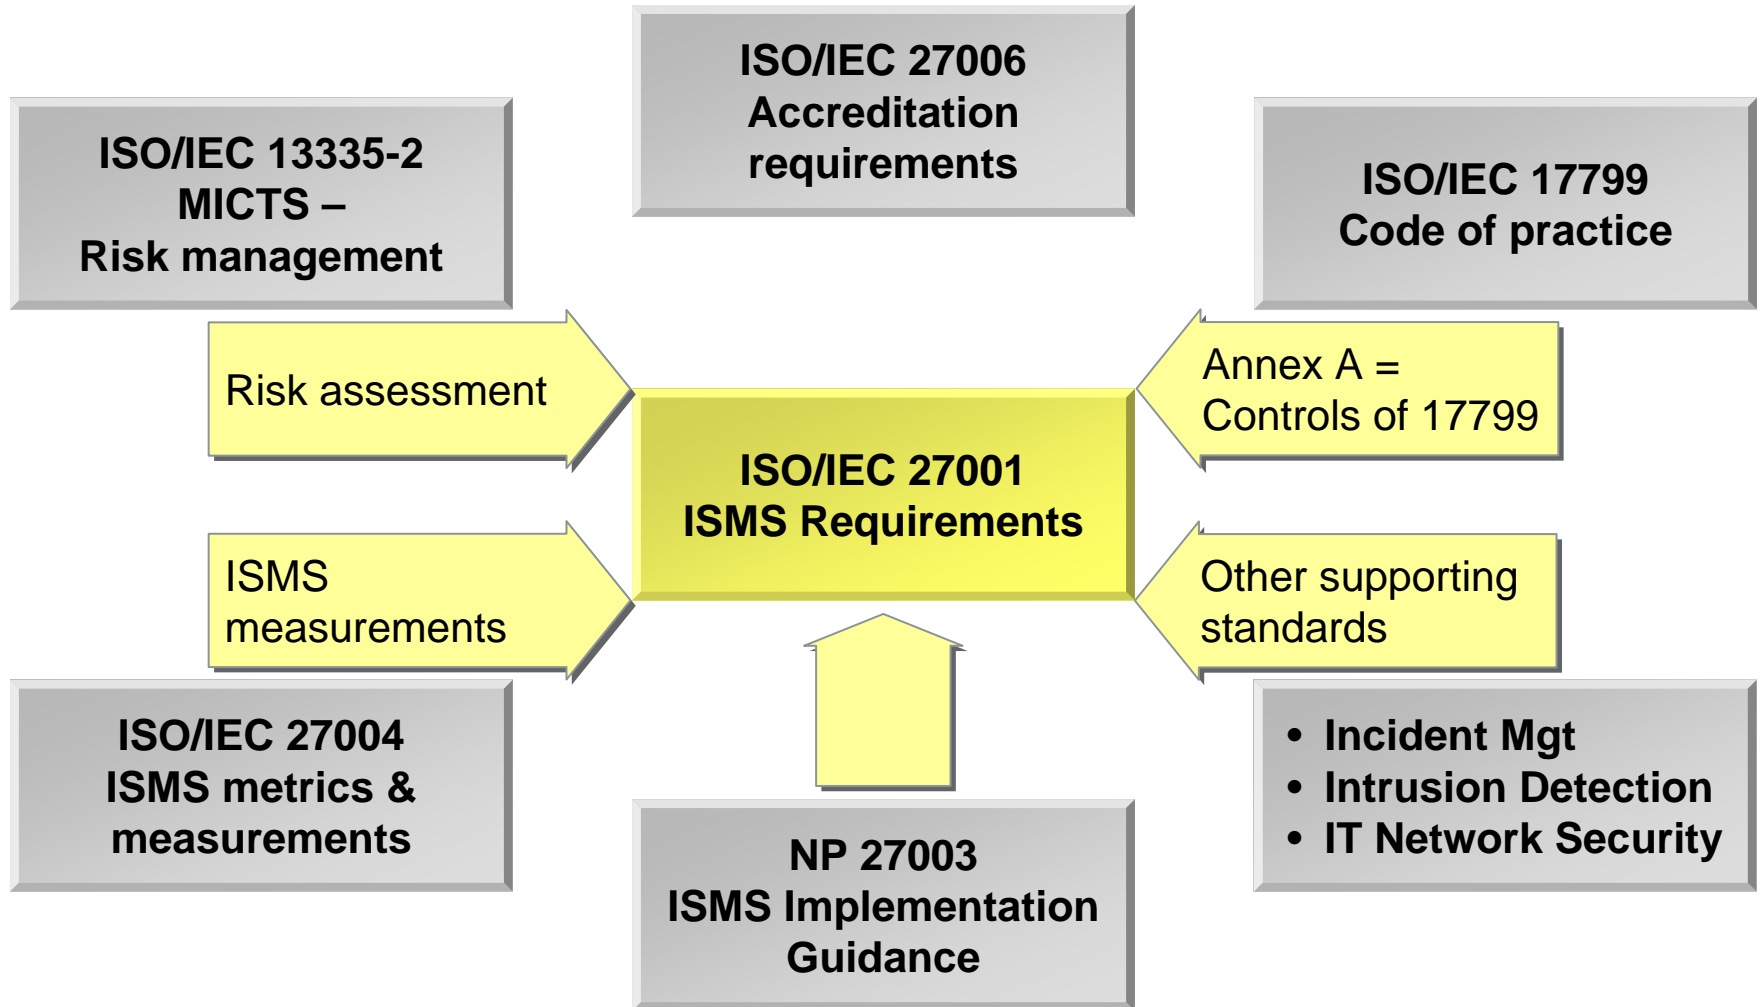 ISO/IEC 27006
Accreditation
requirements
ISO/IEC 13335-2
MICTS –
Risk management
ISO/IEC 17799
Code of practice
Risk assessment
Annex A =
Controls of 17799
ISO/IEC 27001
ISMS Requirements
ISMS
measurements
Other supporting
standards
ISO/IEC 27004
ISMS metrics &
measurements
NP 27003
ISMS Implementation
Guidance
• Incident Mgt
• Intrusion Detection
• IT Network Security